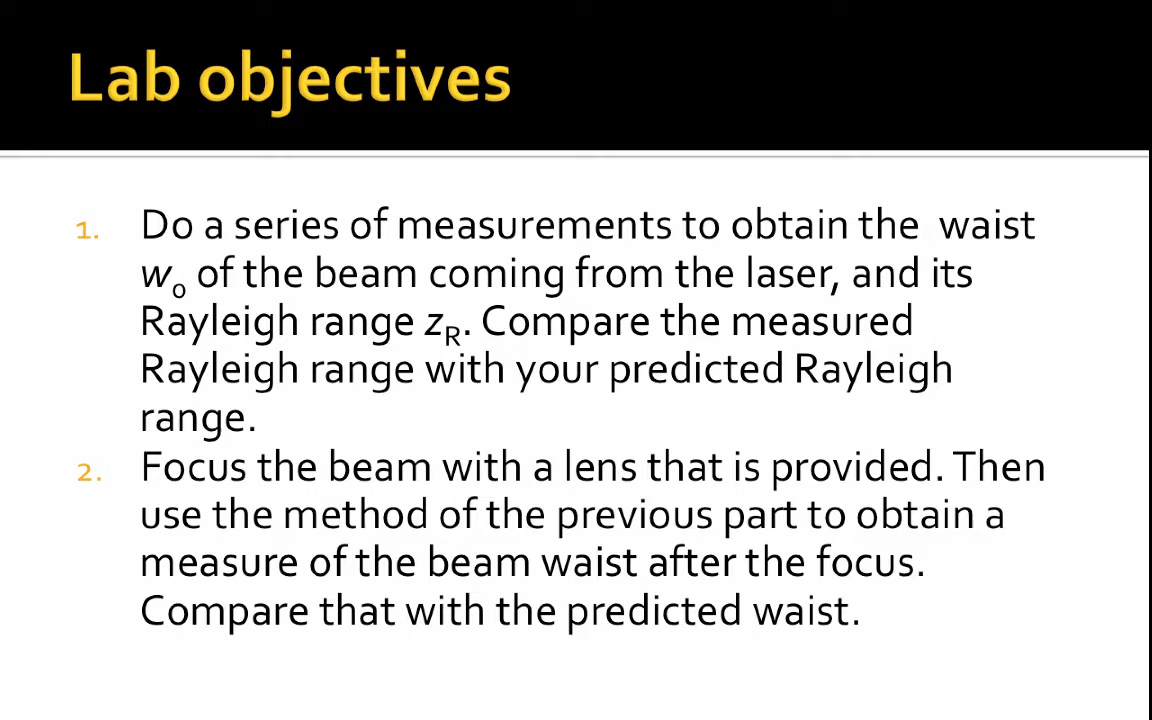 Lab objectives
1. Do a series of measurements to obtain the waist
w₀ of the beam coming from the laser, and its
Rayleigh range z_R. Compare the measured
Rayleigh range with your predicted Rayleigh
range.
2. Focus the beam with a lens that is provided. Then
use the method of the previous part to obtain a
measure of the beam waist after the focus.
Compare that with the predicted waist.